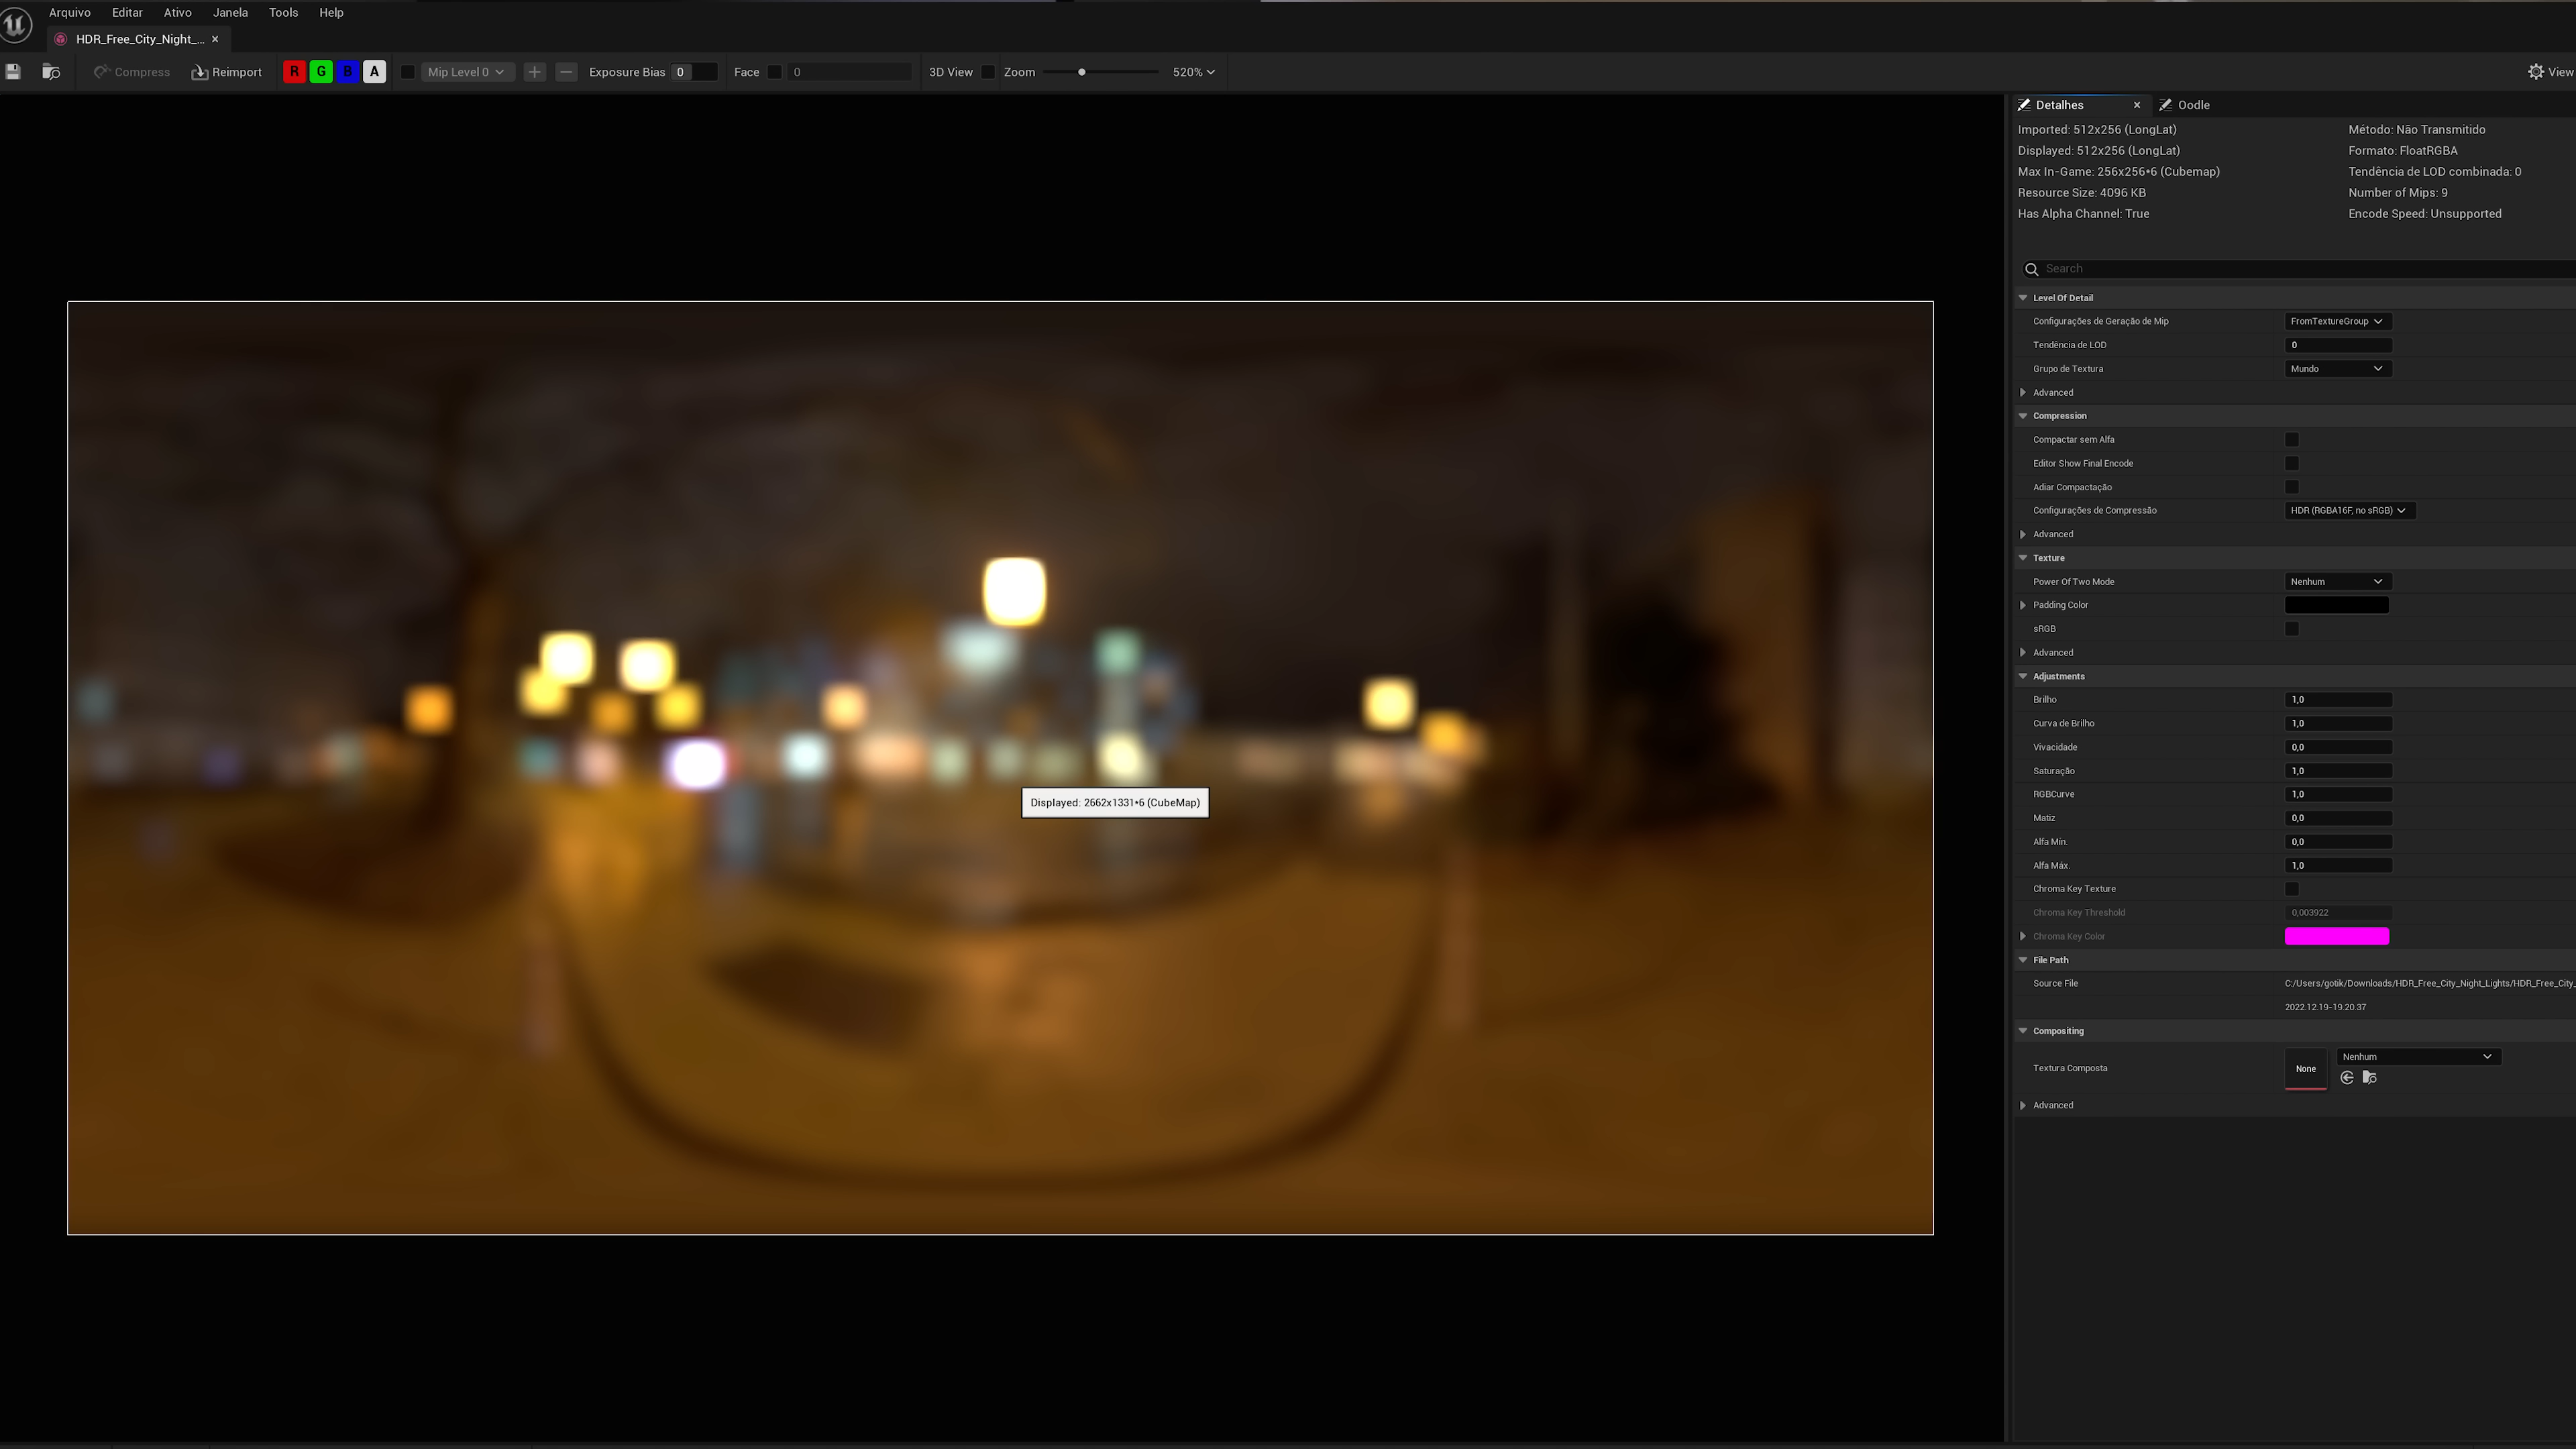 Arquivo Editar Ativo Janela Tools Help
HDR_Free_City_Night_...
Compress Reimport R G B A Mip Level 0 Exposure Bias 0 Face 0 3D View Zoom 520% View
Detalhes Oodle
Imported: 512x256 (LongLat) Método: Não Transmitido
Displayed: 512x256 (LongLat) Formato: FloatRGBA
Max In-Game: 256x256*6 (Cubemap) Tendência de LOD combinada: 0
Resource Size: 4096 KB Number of Mips: 9
Has Alpha Channel: True Encode Speed: Unsupported
Search
Level Of Detail
Configurações de Geração de Mip FromTextureGroup
Tendência de LOD 0
Grupo de Textura Mundo
Advanced
Compression
Compactar sem Alfa
Editor Show Final Encode
Adiar Compactação
Configurações de Compressão HDR (RGBA16F, no sRGB)
Advanced
Texture
Power Of Two Mode Nenhum
Padding Color
sRGB
Advanced
Adjustments
Brilho 1,0
Curva de Brilho 1,0
Vivacidade 0,0
Saturação 1,0
RGBCurve 1,0
Matiz 0,0
Alfa Mín. 0,0
Alfa Máx. 1,0
Chroma Key Texture
Chroma Key Threshold 0,003922
Chroma Key Color
File Path
Source File C:/Users/gotik/Downloads/HDR_Free_City_Night_Lights/HDR_Free_City_
2022.12.19-19.20.37
Compositing
Textura Composta None Nenhum
Advanced
Displayed: 2662x1331*6 (CubeMap)